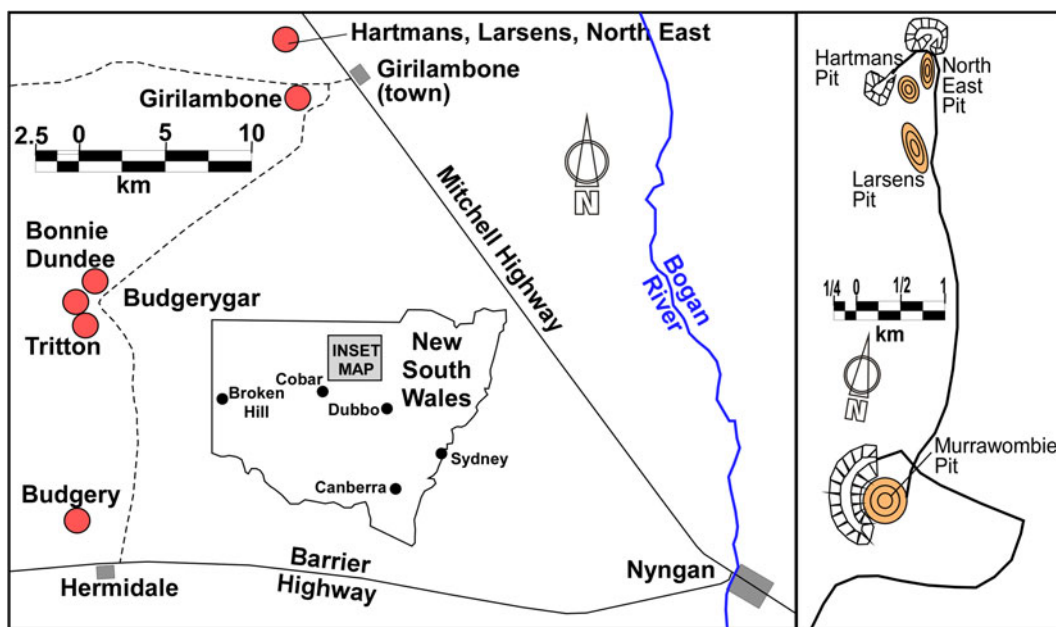 Hartmans, Larsens, North East
Girilambone
(town)
Girilambone
2.5 0 5 10
km
N
Mitchell Highway
Bogan
River
Bonnie
Dundee
Budgerygar
Tritton
INSET
MAP
New
South
Wales
Cobar
Broken
Hill
Dubbo
Sydney
Canberra
Budgery
Hermidale
Barrier
Highway
Nyngan
Hartmans
Pit
North
East
Pit
Larsens
Pit
1/4 0 1/2 1
km
N
Murrawombie
Pit